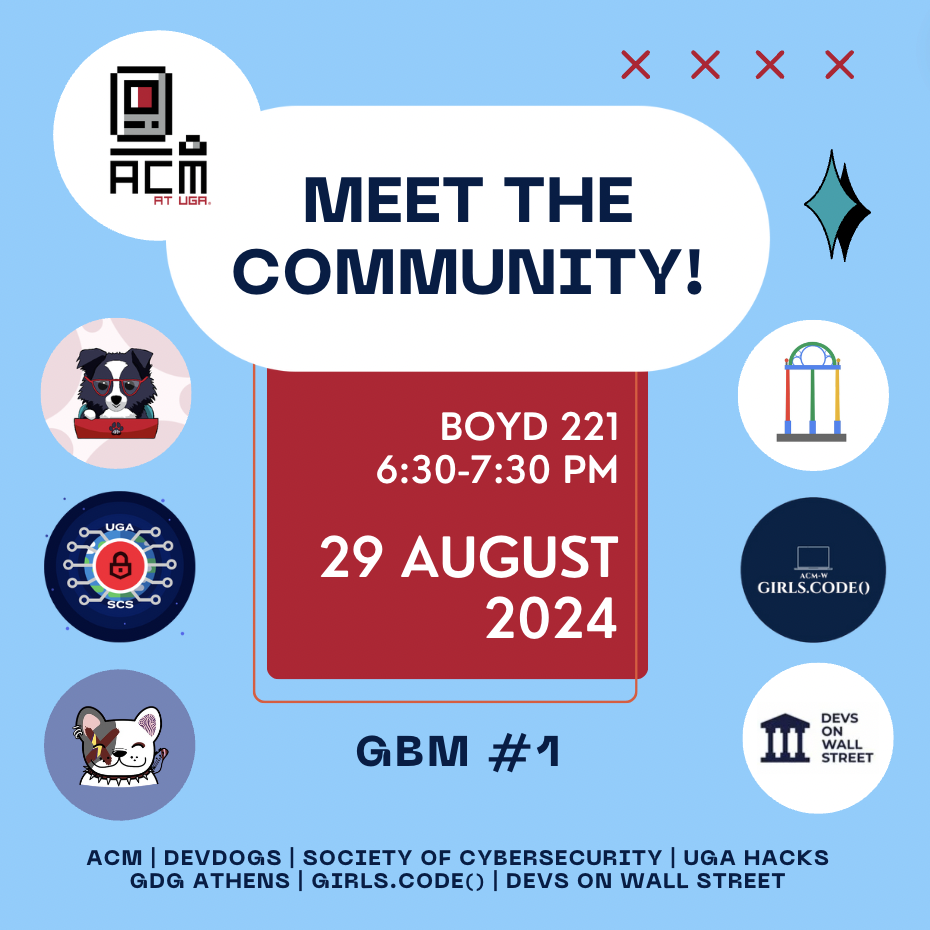 ACM
AT UGA
MEET THE
COMMUNITY!
BOYD 221
6:30-7:30 PM
29 AUGUST
2024
UGA
SCS
ACM-W
GIRLS.CODE()
DEVS
ON
WALL
STREET
GBM #1
ACM | DEVDOGS | SOCIETY OF CYBERSECURITY | UGA HACKS
GDG ATHENS | GIRLS.CODE() | DEVS ON WALL STREET